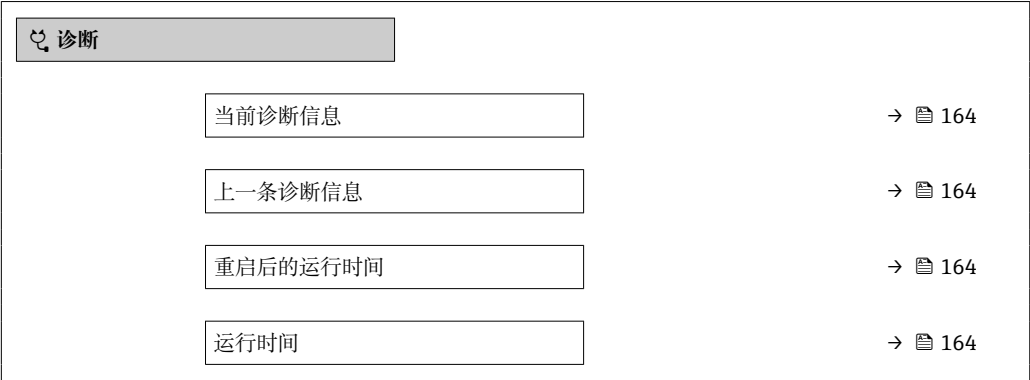 诊断
当前诊断信息 → 164
上一条诊断信息 → 164
重启后的运行时间 → 164
运行时间 → 164